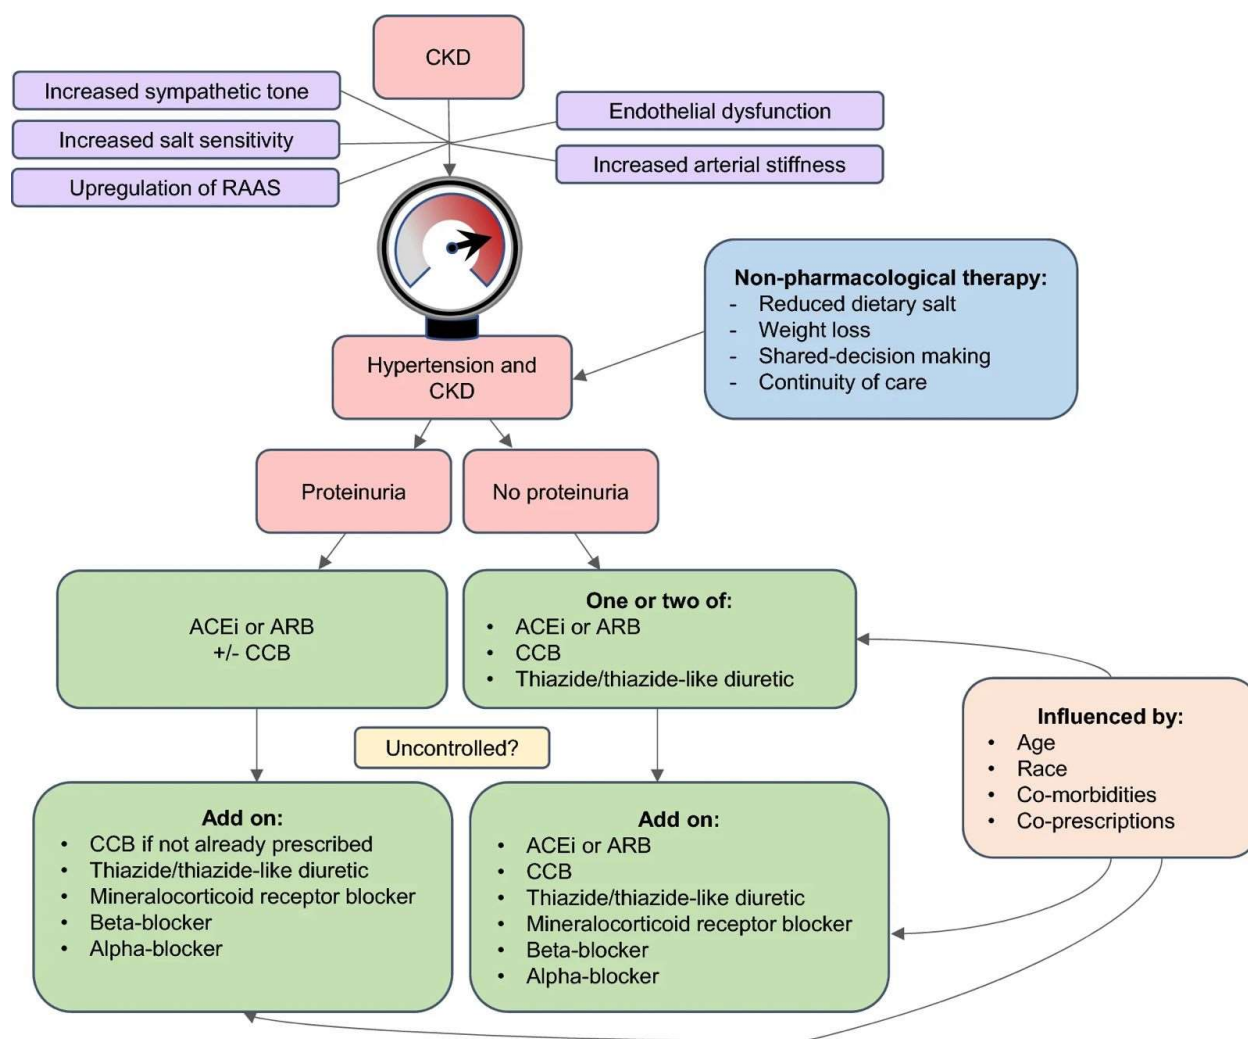 CKD
Increased sympathetic tone
Increased salt sensitivity
Upregulation of RAAS
Endothelial dysfunction
Increased arterial stiffness
Non-pharmacological therapy:
- Reduced dietary salt
- Weight loss
- Shared-decision making
- Continuity of care
Hypertension and
CKD
Proteinuria
No proteinuria
ACEi or ARB
+/- CCB
One or two of:
• ACEi or ARB
• CCB
• Thiazide/thiazide-like diuretic
Influenced by:
• Age
• Race
• Co-morbidities
• Co-prescriptions
Uncontrolled?
Add on:
• CCB if not already prescribed
• Thiazide/thiazide-like diuretic
• Mineralocorticoid receptor blocker
• Beta-blocker
• Alpha-blocker
Add on:
• ACEi or ARB
• CCB
• Thiazide/thiazide-like diuretic
• Mineralocorticoid receptor blocker
• Beta-blocker
• Alpha-blocker